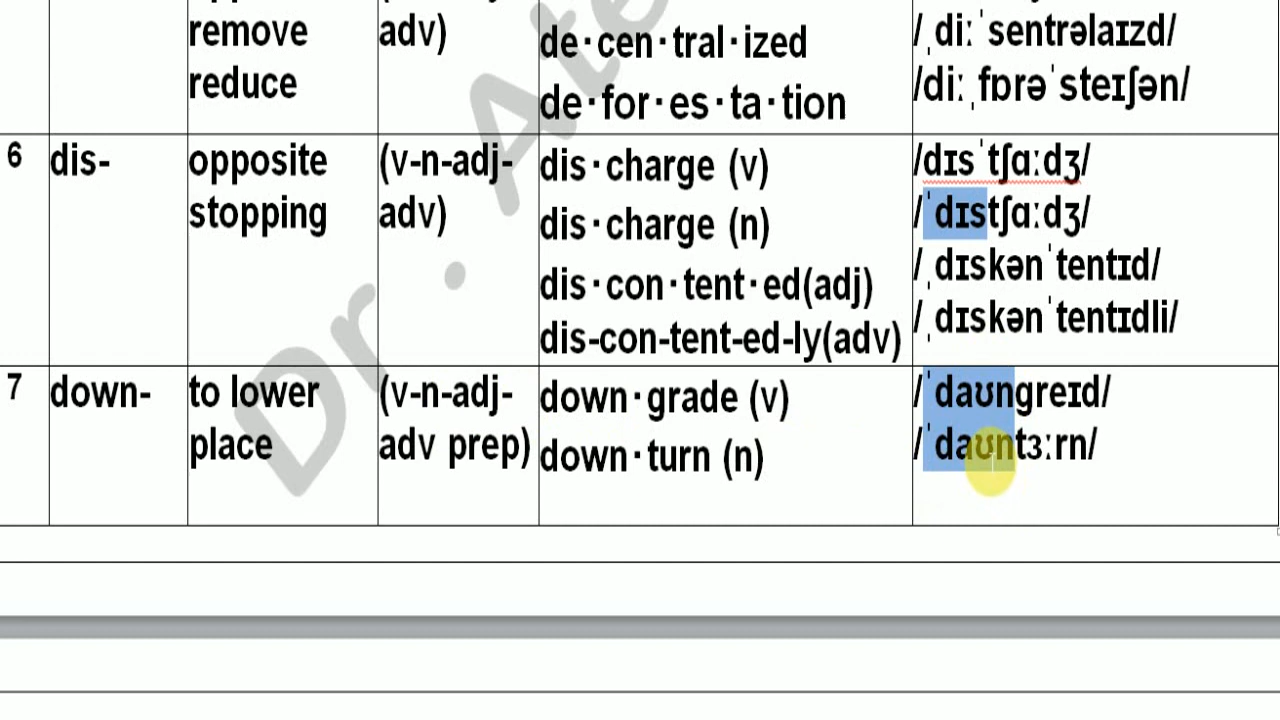 remove
reduce
adv)
de·cen·tral·ized
de·for·es·ta·tion
/ˌdiːˈsentrəlaɪzd/
/diːˌfɒrəˈsteɪʃən/
6
dis-
opposite
stopping
(v-n-adj-
adv)
dis·charge (v)
dis·charge (n)
dis·con·tent·ed(adj)
dis-con-tent-ed-ly(adv)
/dɪsˈtʃɑːdʒ/
/ˈdɪstʃɑːdʒ/
/ˌdɪskənˈtentɪd/
/ˌdɪskənˈtentɪdli/
7
down-
to lower
place
(v-n-adj-
adv prep)
down·grade (v)
down·turn (n)
/ˈdaʊngreɪd/
/ˈdaʊntɜːrn/
Dr. Ate